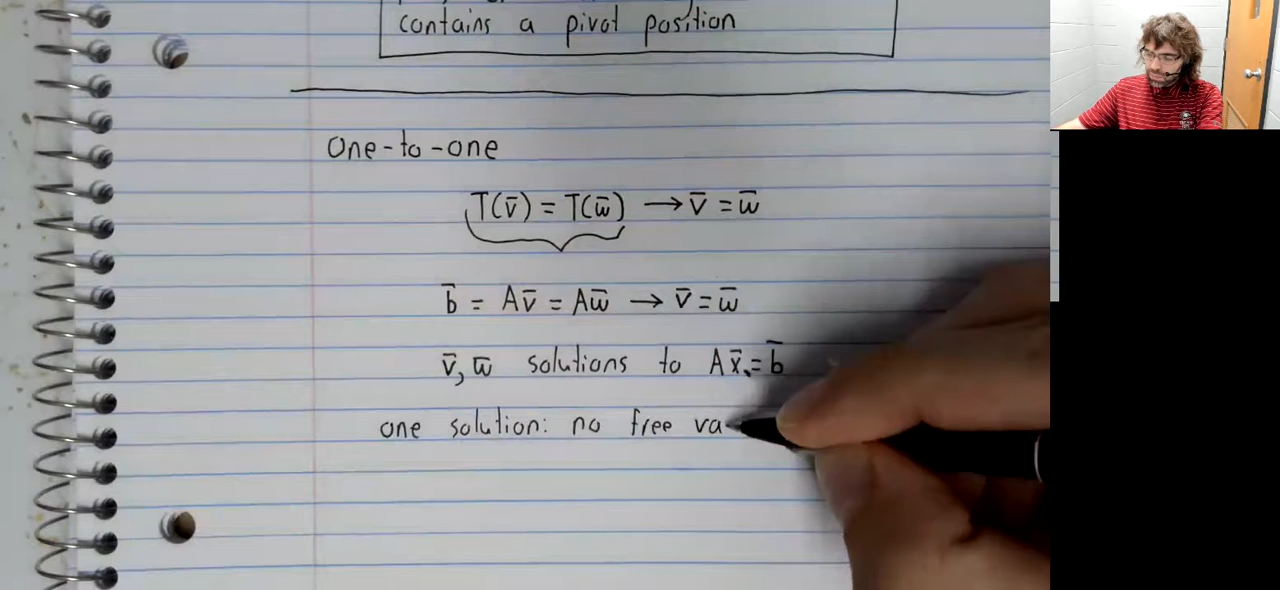 contains a pivot position
One-to-one
T(v̄) = T(w̄) → v̄ = w̄
b̄ = Av̄ = Aw̄ → v̄ = w̄
v̄, w̄ solutions to Ax̄ = b̄
one solution: no free va